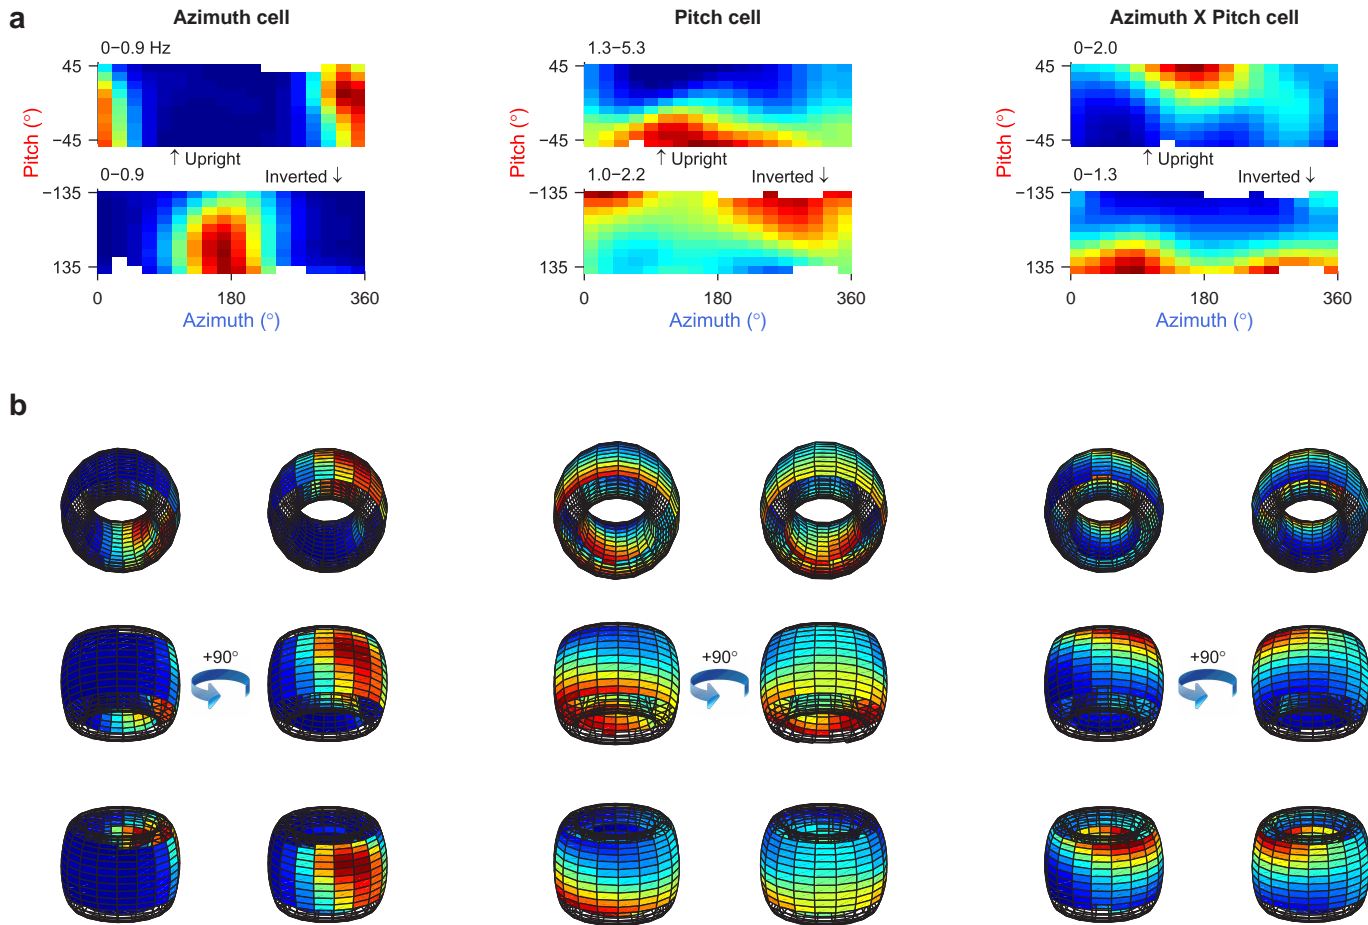 a
Azimuth cell
Pitch cell
Azimuth X Pitch cell
0−0.9 Hz
1.3−5.3
0−2.0
45
45
45
−45
−45
−45
Pitch (°)
Pitch (°)
Pitch (°)
↑ Upright
↑ Upright
↑ Upright
0−0.9
Inverted ↓
1.0−2.2
Inverted ↓
0−1.3
Inverted ↓
−135
−135
−135
135
135
135
0
180
360
0
180
360
0
180
360
Azimuth (°)
Azimuth (°)
Azimuth (°)
b
+90°
+90°
+90°